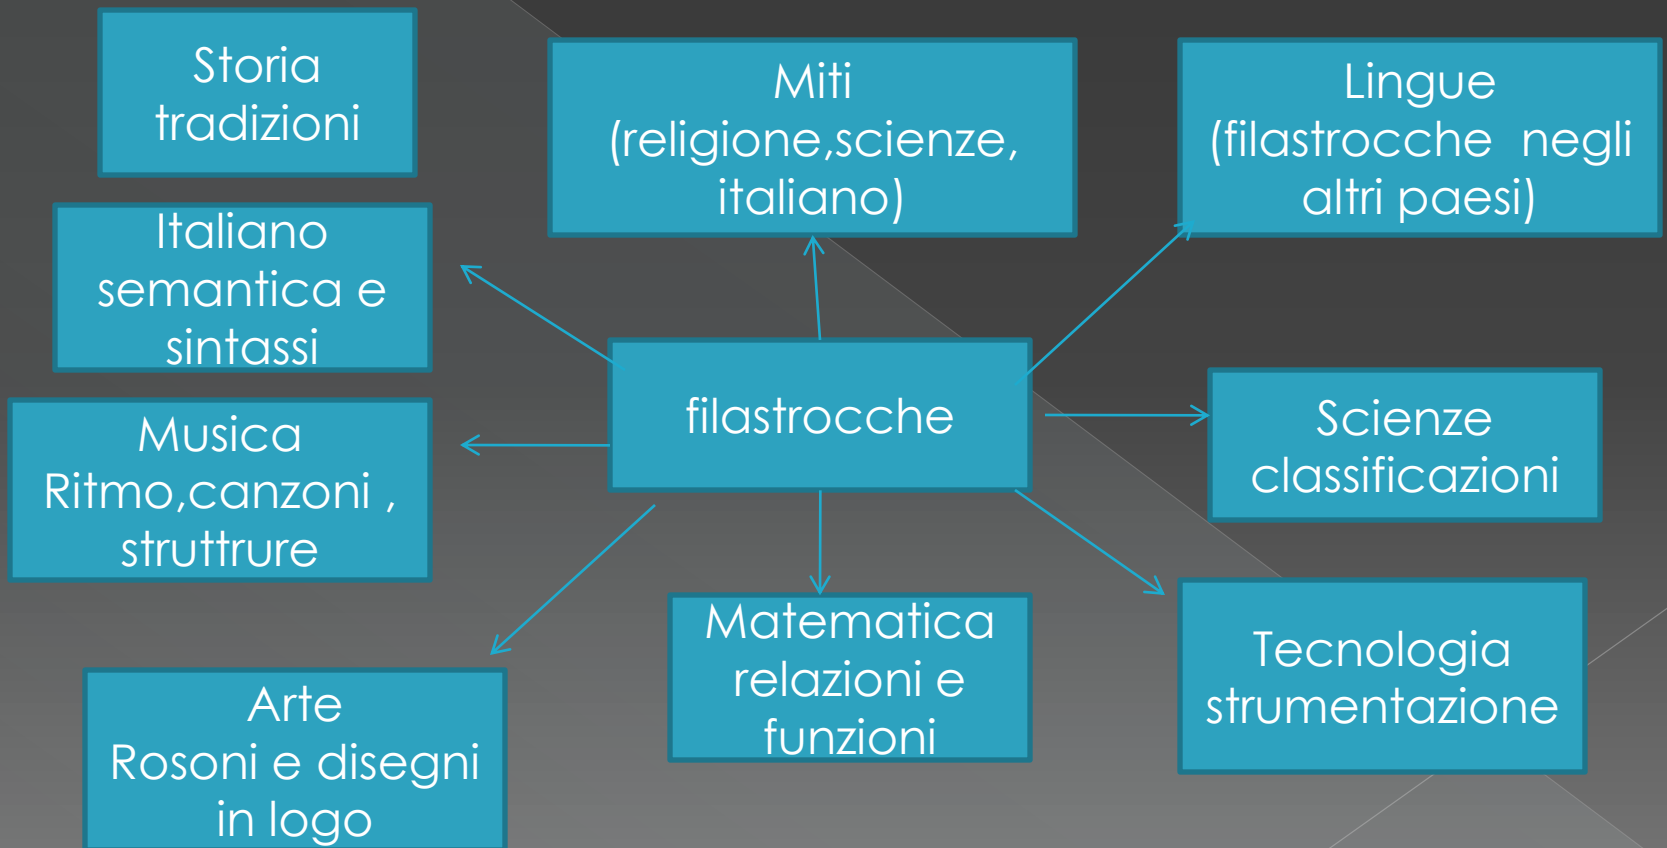 Storia
tradizioni
Miti
(religione,scienze,
italiano)
Lingue
(filastrocche  negli
altri paesi)
Italiano
semantica e
sintassi
filastrocche
Scienze
classificazioni
Musica
Ritmo,canzoni ,
struttrure
Matematica
relazioni e
funzioni
Tecnologia
strumentazione
Arte
Rosoni e disegni
in logo